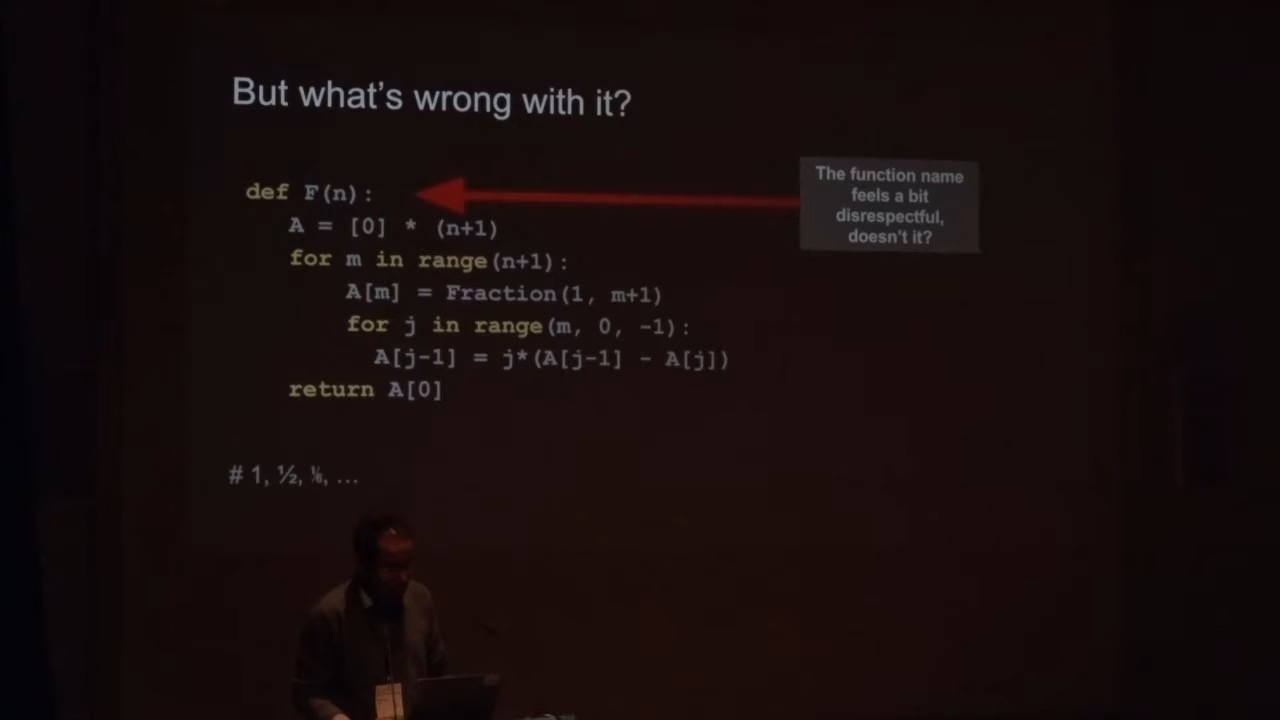 But what's wrong with it?
def F(n):
The function name
feels a bit
disrespectful,
doesn't it?
A = [0] * (n+1)
for m in range(n+1):
A[m] = Fraction(1, m+1)
for j in range(m, 0, -1):
A[j-1] = j*(A[j-1] - A[j])
return A[0]
# 1, ½, ⅙, ...